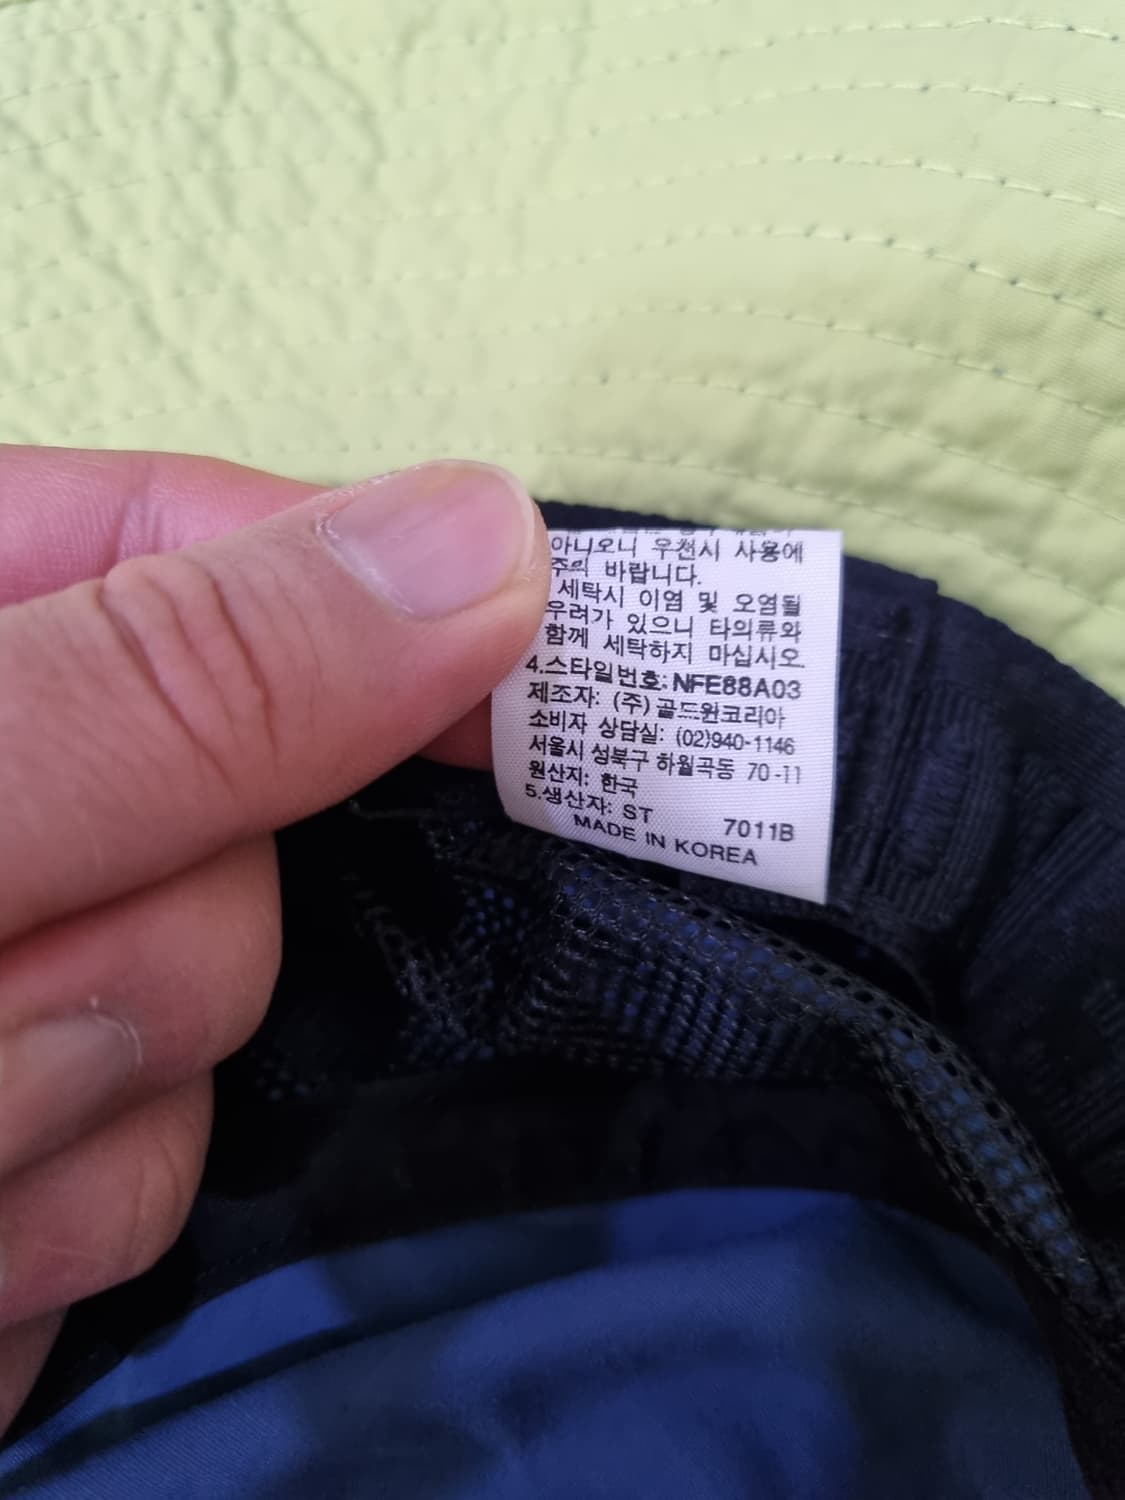 아니오니 우천시 사용에
주의 바랍니다.
세탁시 이염 및 오염될
우려가 있으니 타의류와
함께 세탁하지 마십시오.
4.스타일번호: NFE88A03
제조자: (주)골드윈코리아
소비자 상담실: (02)940-1146
서울시 성북구 하월곡동 70-11
원산지: 한국
5.생산자: ST 7011B
MADE IN KOREA